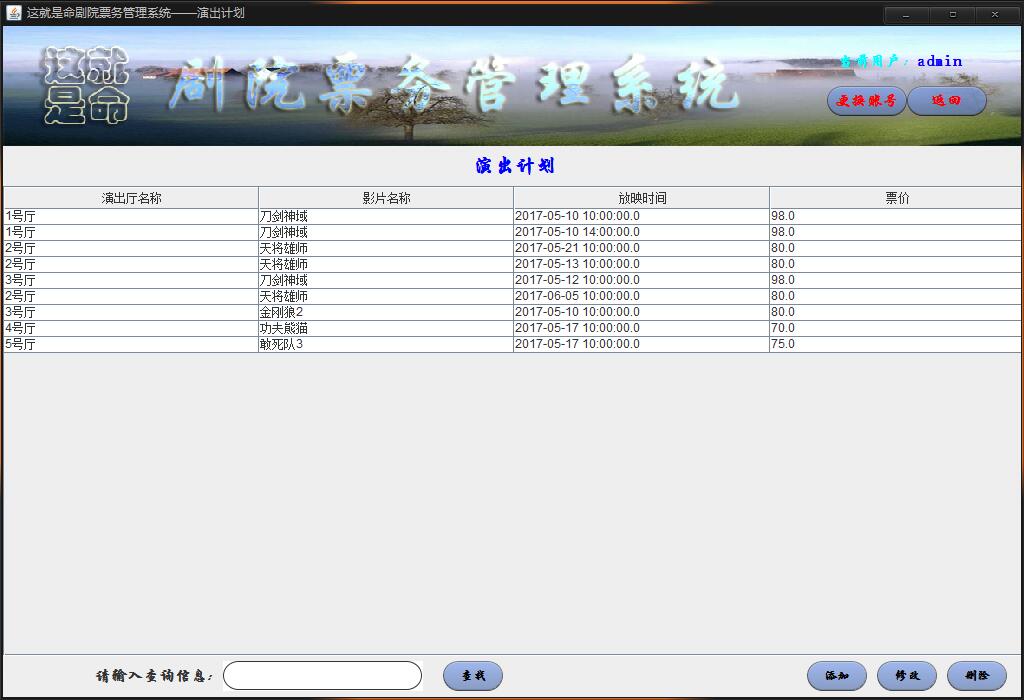 这就是命剧院票务管理系统——演出计划
这就
是命
剧院票务管理系统
当前用户：admin
更换账号 返回
演出计划
演出厅名称 影片名称 放映时间 票价
1号厅 刀剑神域 2017-05-10 10:00:00.0 98.0
1号厅 刀剑神域 2017-05-10 14:00:00.0 98.0
2号厅 天将雄师 2017-05-21 10:00:00.0 80.0
2号厅 天将雄师 2017-05-13 10:00:00.0 80.0
3号厅 刀剑神域 2017-05-12 10:00:00.0 98.0
2号厅 天将雄师 2017-06-05 10:00:00.0 80.0
3号厅 金刚狼2 2017-05-10 10:00:00.0 80.0
4号厅 功夫熊猫 2017-05-17 10:00:00.0 70.0
5号厅 敢死队3 2017-05-17 10:00:00.0 75.0
请输入查询信息： 查找 添加 修改 删除